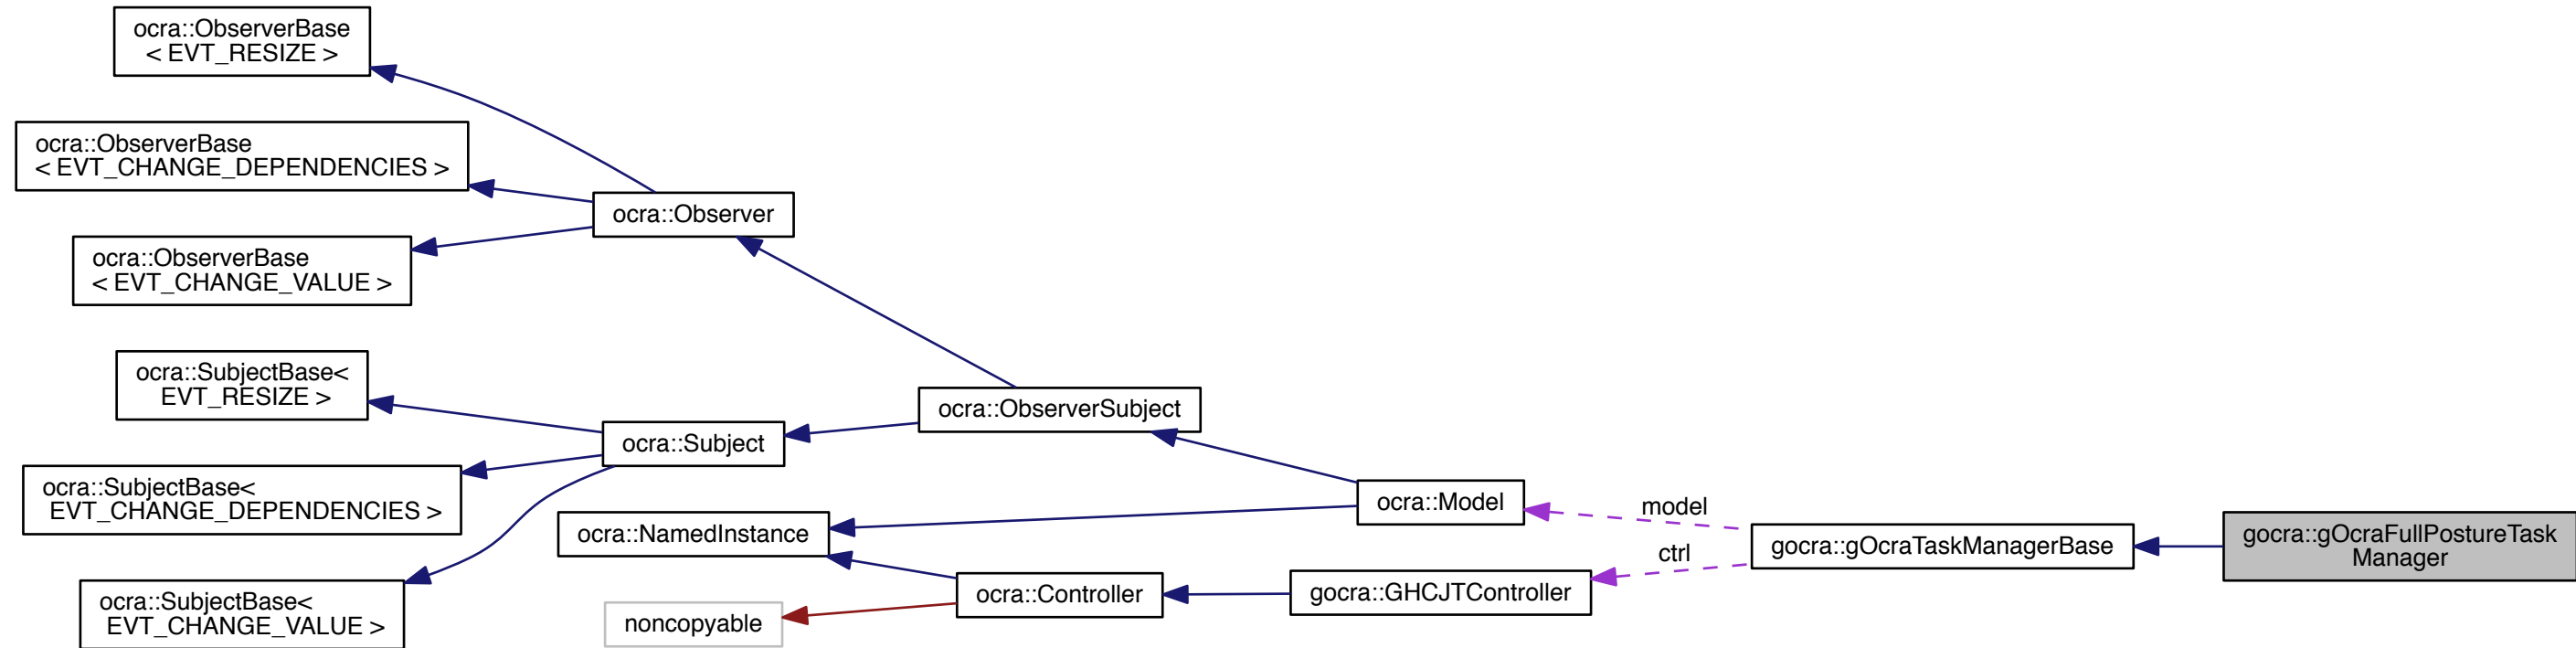 ocra::ObserverBase
< EVT_RESIZE >
ocra::ObserverBase
< EVT_CHANGE_DEPENDENCIES >
ocra::Observer
ocra::ObserverBase
< EVT_CHANGE_VALUE >
ocra::SubjectBase<
EVT_RESIZE >
ocra::ObserverSubject
ocra::Subject
ocra::SubjectBase<
EVT_CHANGE_DEPENDENCIES >
ocra::Model
model
ocra::NamedInstance
gocra::gOcraTaskManagerBase
gocra::gOcraFullPostureTask
Manager
ctrl
ocra::SubjectBase<
EVT_CHANGE_VALUE >
ocra::Controller
gocra::GHCJTController
noncopyable